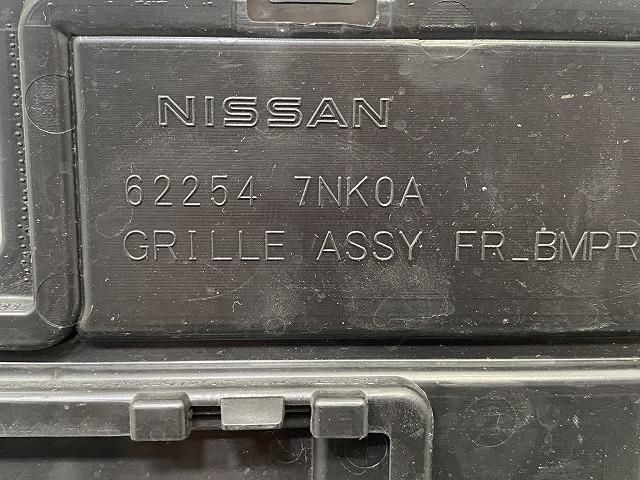 NISSAN
62254 7NK0A
GRILLE ASSY FR_BMPR